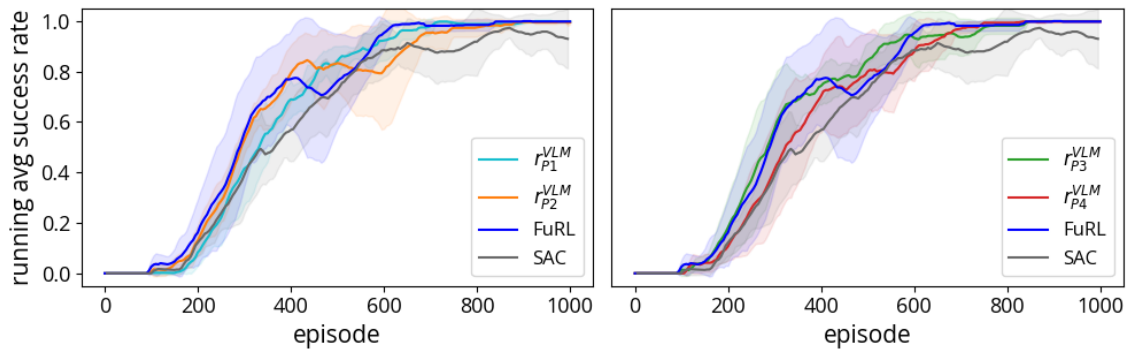 running avg success rate
1.0
0.8
0.6
0.4
0.2
0.0
0 200 400 600 800 1000
episode
r_{P1}^{VLM}
r_{P2}^{VLM}
FuRL
SAC
0 200 400 600 800 1000
episode
r_{P3}^{VLM}
r_{P4}^{VLM}
FuRL
SAC